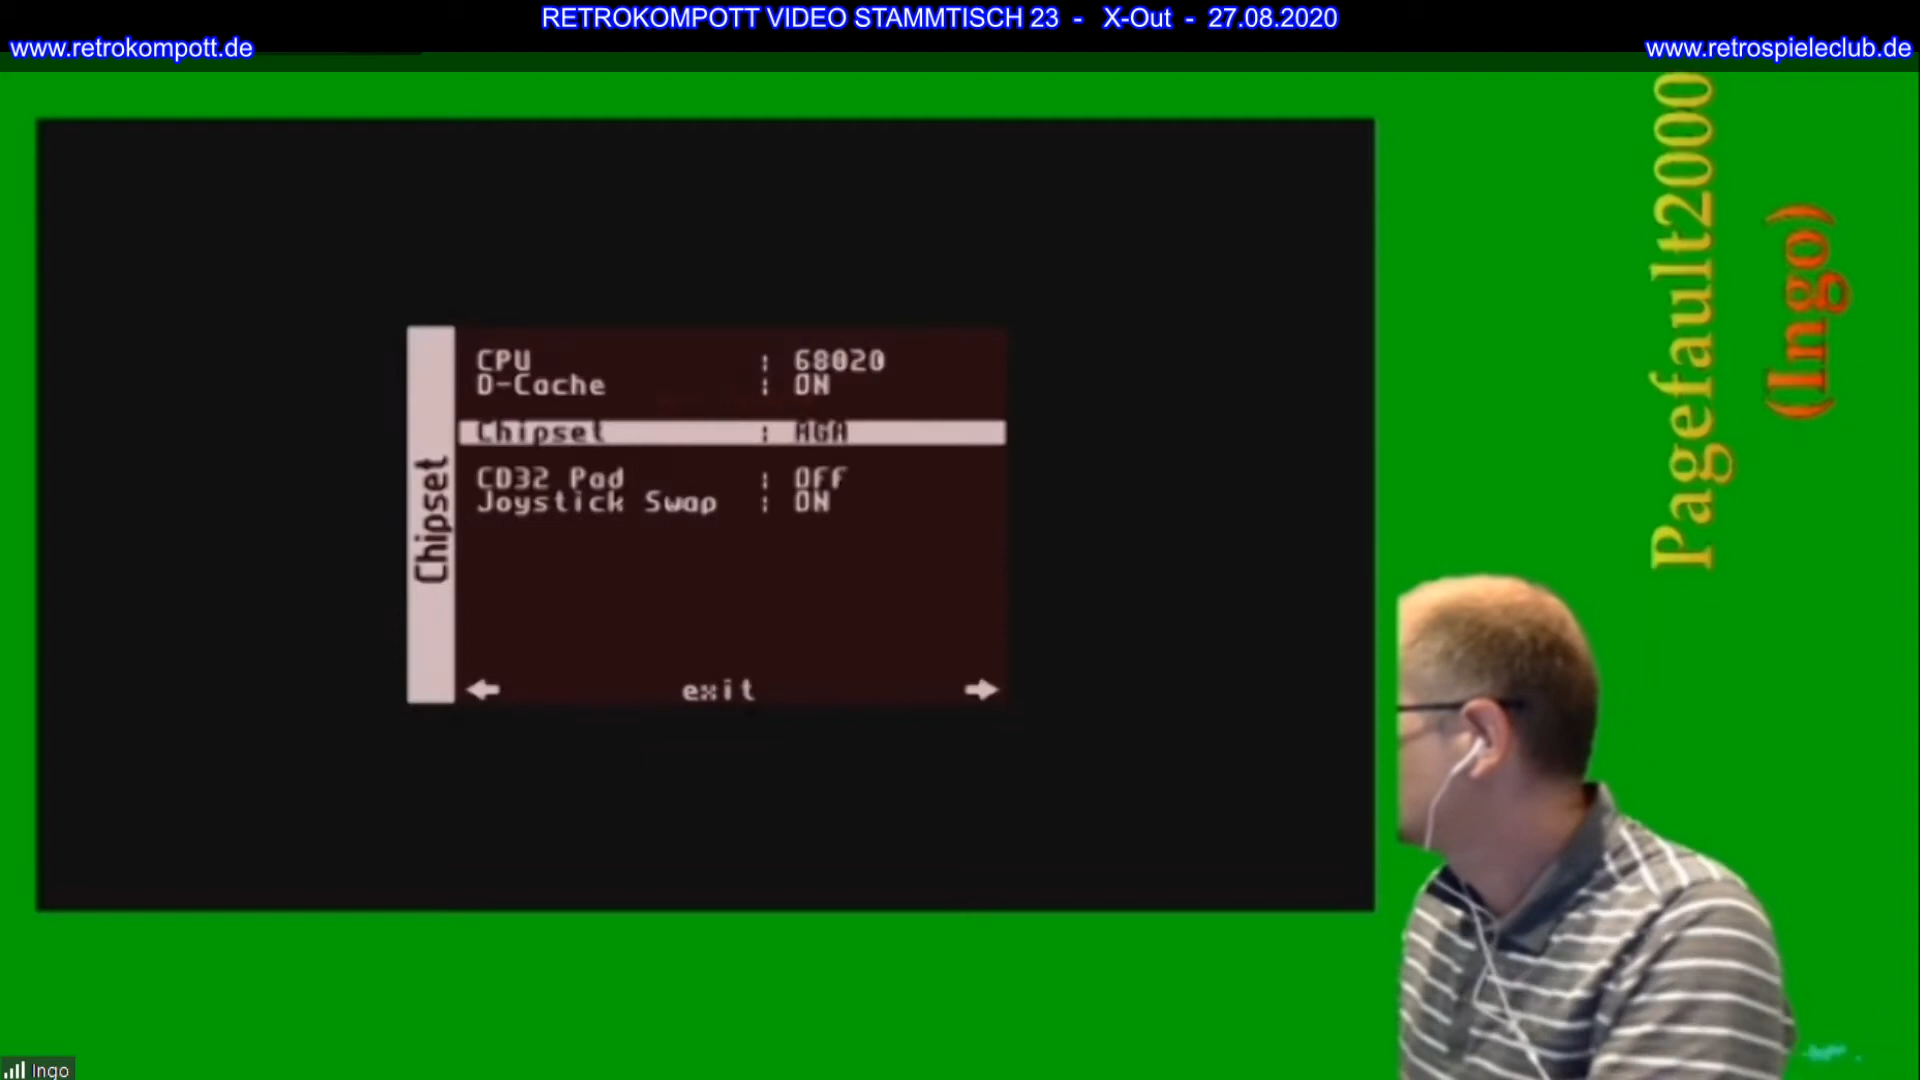 RETROKOMPOTT VIDEO STAMMTISCH 23 - X-Out - 27.08.2020
www.retrokompott.de
www.retrospieleclub.de
Pagefault2000
(Ingo)
Chipset
CPU : 68020
D-Cache : ON
Chipset : AGA
CD32 Pad : OFF
Joystick Swap : ON
exit
Ingo